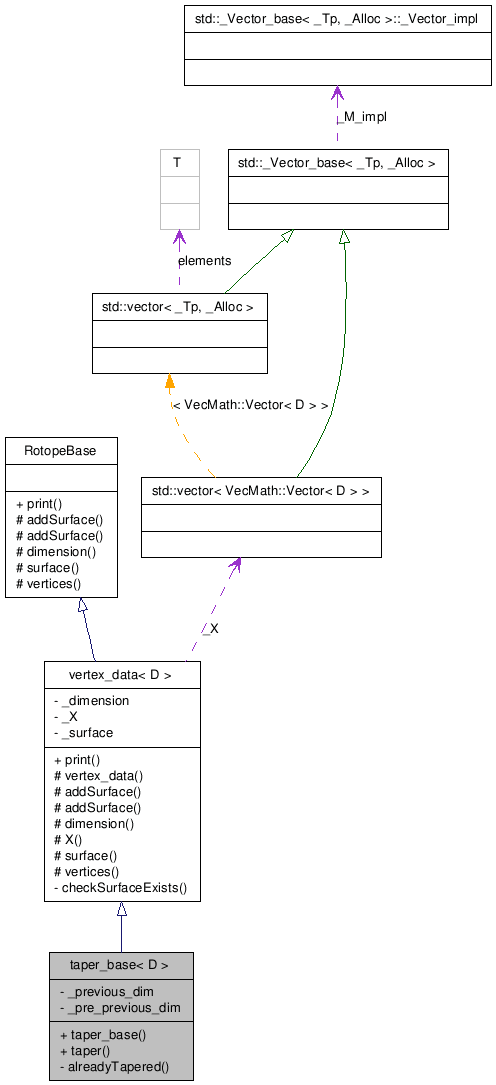 std::_Vector_base< _Tp, _Alloc >::_Vector_impl
_M_impl
T
std::_Vector_base< _Tp, _Alloc >
elements
std::vector< _Tp, _Alloc >
< VecMath::Vector< D > >
RotopeBase
+ print()
# addSurface()
# addSurface()
# dimension()
# surface()
# vertices()
std::vector< VecMath::Vector< D > >
_X
vertex_data< D >
- _dimension
- _X
- _surface
+ print()
# vertex_data()
# addSurface()
# addSurface()
# dimension()
# X()
# surface()
# vertices()
- checkSurfaceExists()
taper_base< D >
- _previous_dim
- _pre_previous_dim
+ taper_base()
+ taper()
- alreadyTapered()